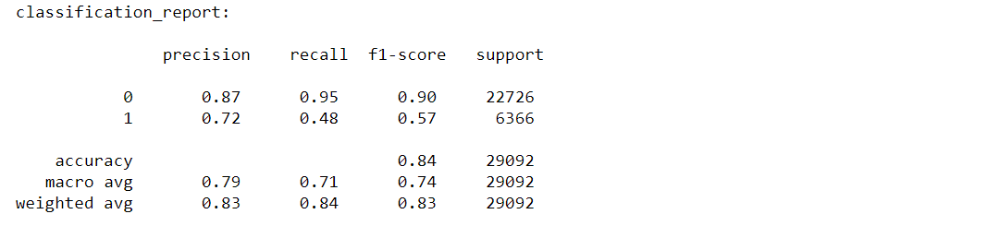 classification_report:
precision recall f1-score support
0 0.87 0.95 0.90 22726
1 0.72 0.48 0.57 6366
accuracy 0.84 29092
macro avg 0.79 0.71 0.74 29092
weighted avg 0.83 0.84 0.83 29092